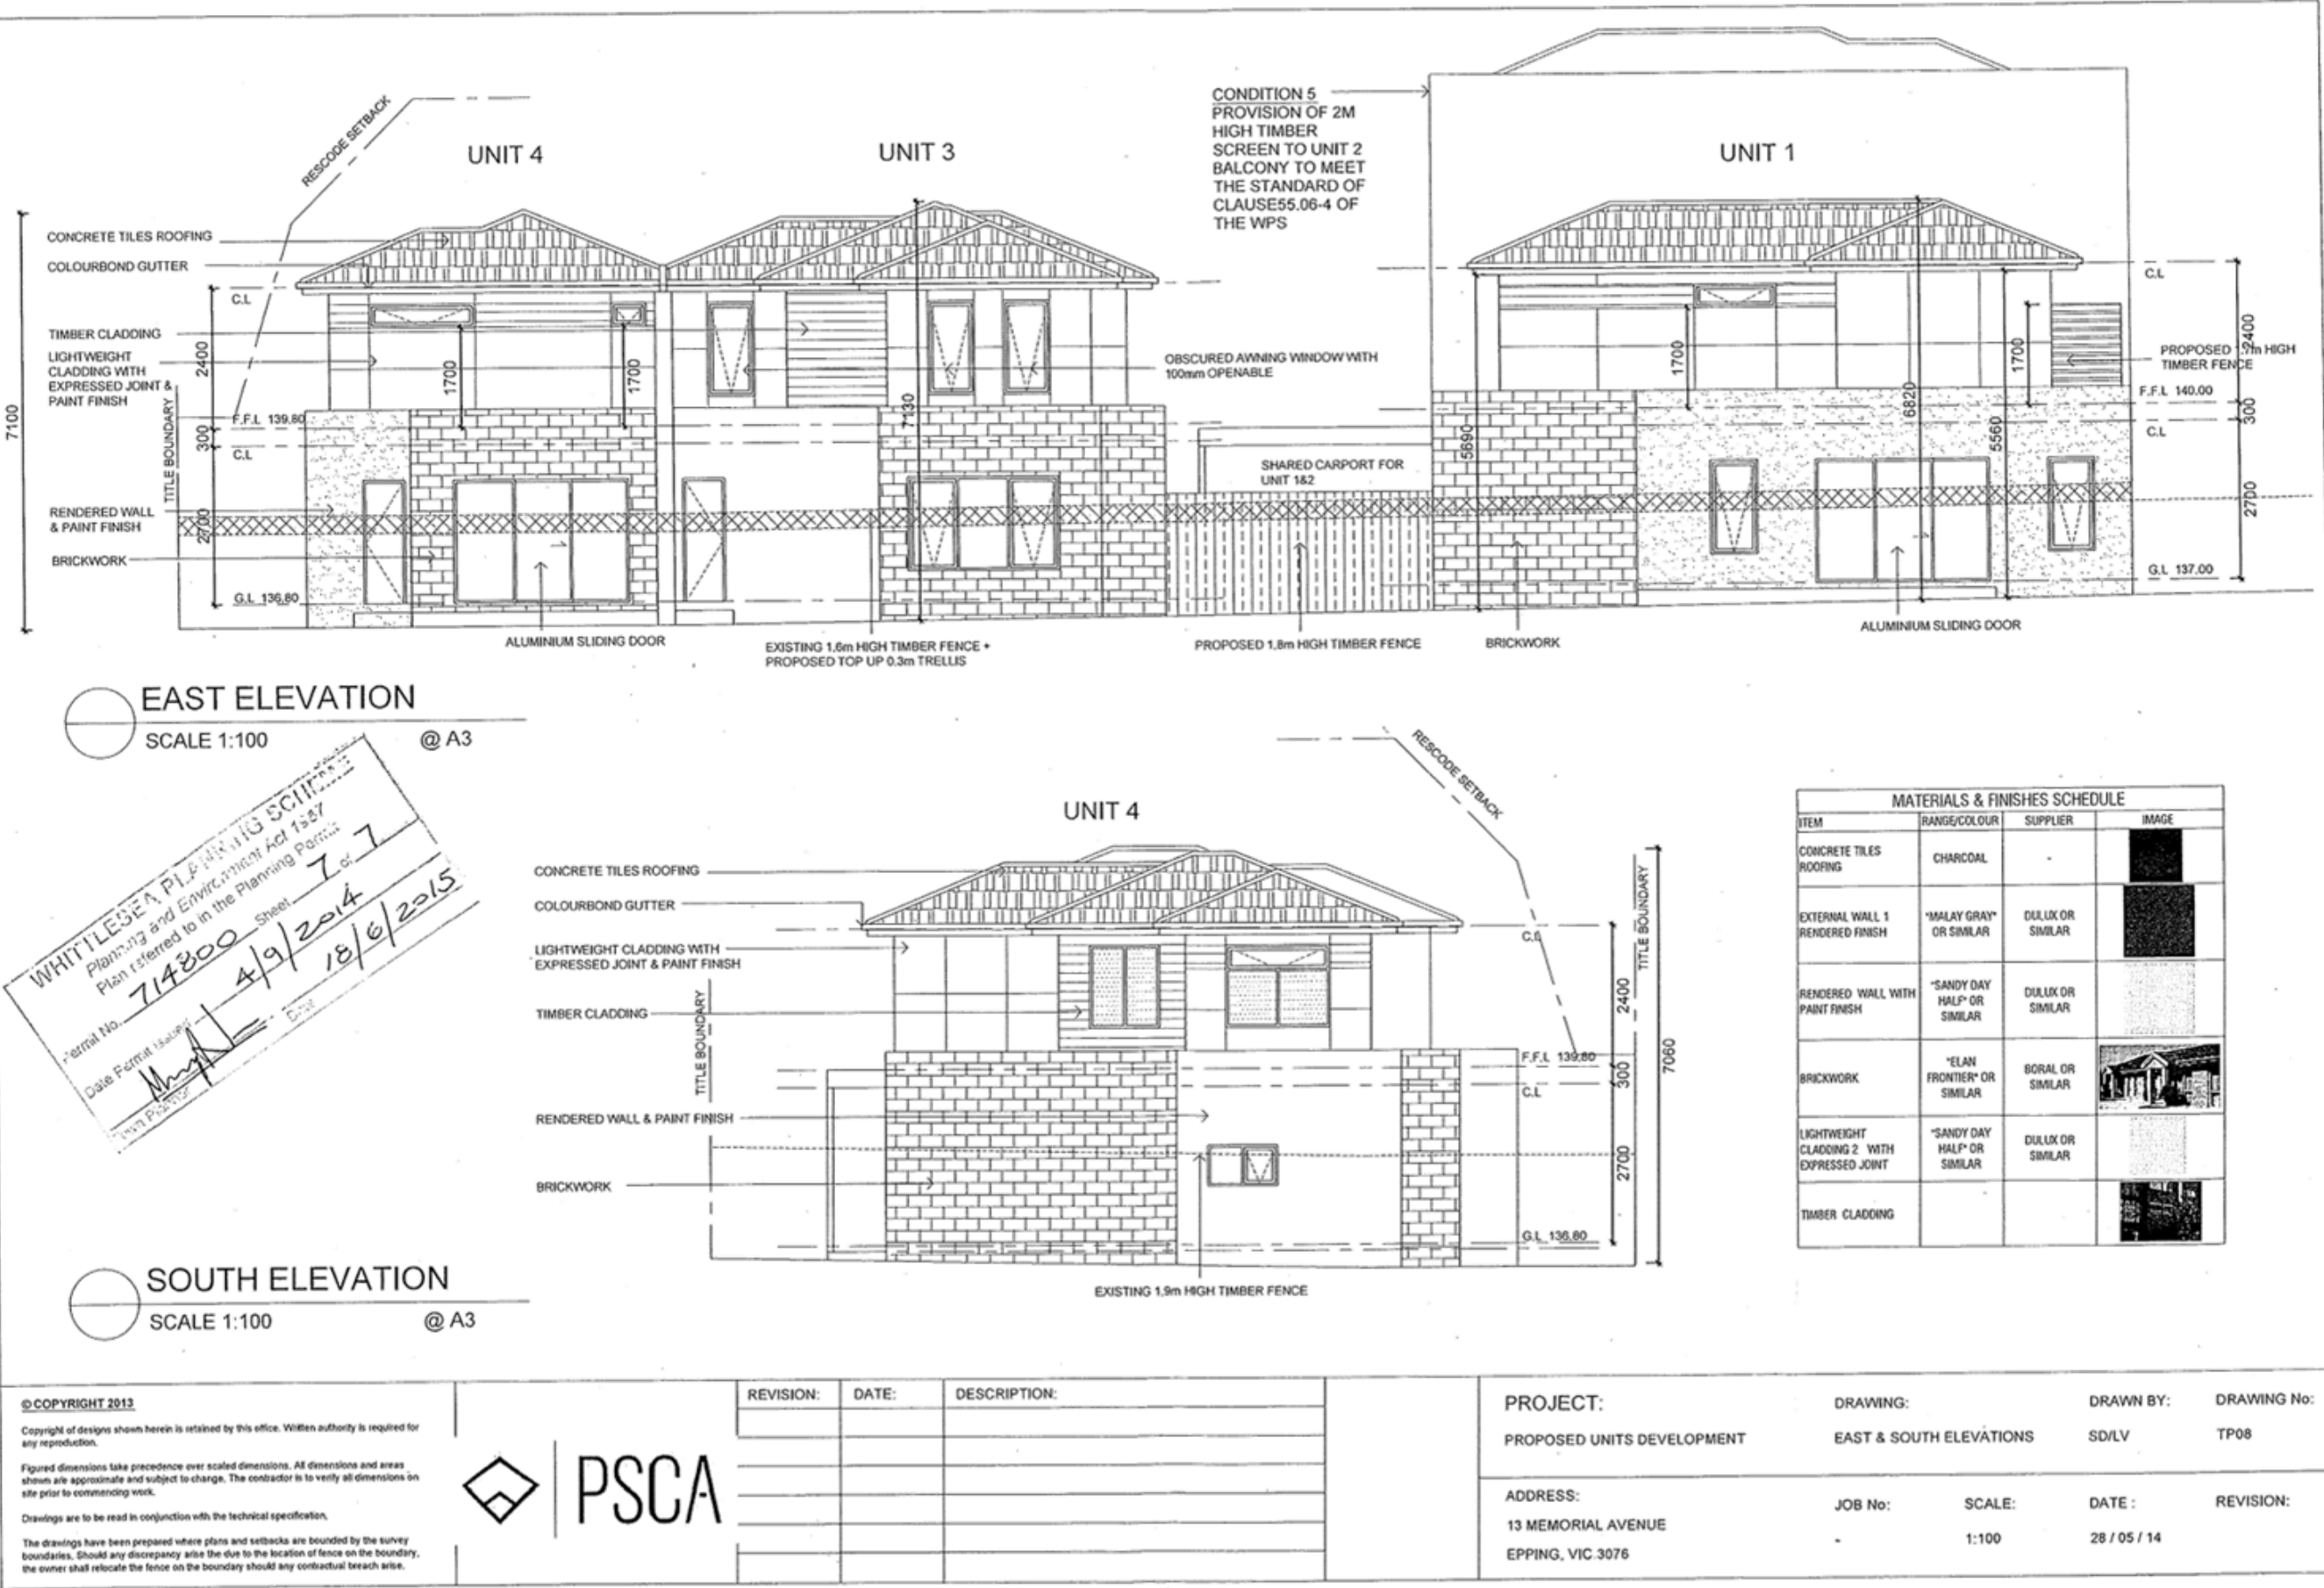 RESCODE SETBACK
UNIT 4
UNIT 3
CONDITION 5
PROVISION OF 2M
HIGH TIMBER
SCREEN TO UNIT 2
BALCONY TO MEET
THE STANDARD OF
CLAUSE55.06-4 OF
THE WPS
UNIT 1
CONCRETE TILES ROOFING
COLOURBOND GUTTER
C.L
TIMBER CLADDING
LIGHTWEIGHT
CLADDING WITH
EXPRESSED JOINT &
PAINT FINISH
7100
2400
300
2700
TITLE BOUNDARY
F.F.L 139.80
C.L
RENDERED WALL
& PAINT FINISH
BRICKWORK
G.L 136.80
1700
1700
7130
OBSCURED AWNING WINDOW WITH
100mm OPENABLE
SHARED CARPORT FOR
UNIT 1&2
5690
1700
6820
5560
1700
C.L
2400
PROPOSED 1.7m HIGH
TIMBER FENCE
F.F.L 140.00
300
C.L
2700
G.L 137.00
ALUMINIUM SLIDING DOOR
EXISTING 1.6m HIGH TIMBER FENCE +
PROPOSED TOP UP 0.3m TRELLIS
PROPOSED 1.8m HIGH TIMBER FENCE
BRICKWORK
ALUMINIUM SLIDING DOOR
EAST ELEVATION
SCALE 1:100 @ A3
WHITTLESEA PLANNING SCHEME
Planning and Environment Act 1987
Plan referred to in the Planning Permit
Permit No. 714800 Sheet 7 of 7
Date Permit Issued 4/9/2014
Date 18/6/2015
Town Planner
UNIT 4
RESCODE SETBACK
CONCRETE TILES ROOFING
COLOURBOND GUTTER
LIGHTWEIGHT CLADDING WITH
EXPRESSED JOINT & PAINT FINISH
TIMBER CLADDING
TITLE BOUNDARY
RENDERED WALL & PAINT FINISH
BRICKWORK
C.L
TITLE BOUNDARY
2400
F.F.L 139.80
300
C.L
7060
2700
G.L 136.80
EXISTING 1.9m HIGH TIMBER FENCE
SOUTH ELEVATION
SCALE 1:100 @ A3
MATERIALS & FINISHES SCHEDULE
ITEM RANGE/COLOUR SUPPLIER IMAGE
CONCRETE TILES
ROOFING
CHARCOAL
-
EXTERNAL WALL 1
RENDERED FINISH
"MALAY GRAY"
OR SIMILAR
DULUX OR
SIMILAR
RENDERED WALL WITH
PAINT FINISH
"SANDY DAY
HALF" OR
SIMILAR
DULUX OR
SIMILAR
BRICKWORK
"ELAN
FRONTIER" OR
SIMILAR
BORAL OR
SIMILAR
LIGHTWEIGHT
CLADDING 2 WITH
EXPRESSED JOINT
"SANDY DAY
HALF" OR
SIMILAR
DULUX OR
SIMILAR
TIMBER CLADDING
© COPYRIGHT 2013
Copyright of designs shown herein is retained by this office. Written authority is required for
any reproduction.
Figured dimensions take precedence over scaled dimensions. All dimensions and areas
shown are approximate and subject to change. The contractor is to verify all dimensions on
site prior to commencing work.
Drawings are to be read in conjunction with the technical specification.
The drawings have been prepared where plans and setbacks are bounded by the survey
boundaries. Should any discrepancy arise the due to the location of fence on the boundary,
the owner shall relocate the fence on the boundary should any contractual breach arise.
PSCA
REVISION: DATE: DESCRIPTION:
PROJECT:
PROPOSED UNITS DEVELOPMENT
DRAWING:
EAST & SOUTH ELEVATIONS
DRAWN BY:
SD/LV
DRAWING No:
TP08
ADDRESS:
13 MEMORIAL AVENUE
EPPING, VIC 3076
JOB No:
-
SCALE:
1:100
DATE :
28 / 05 / 14
REVISION: